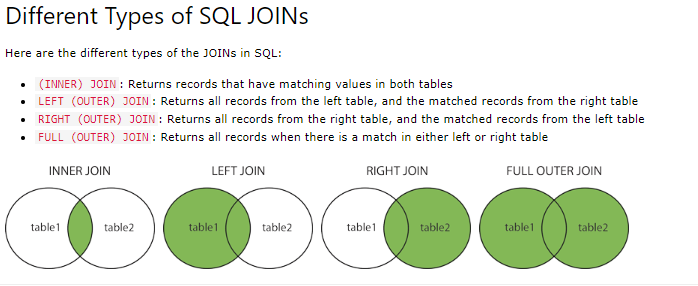 Different Types of SQL JOINs
Here are the different types of the JOINs in SQL:
(INNER) JOIN: Returns records that have matching values in both tables
LEFT (OUTER) JOIN: Returns all records from the left table, and the matched records from the right table
RIGHT (OUTER) JOIN: Returns all records from the right table, and the matched records from the left table
FULL (OUTER) JOIN: Returns all records when there is a match in either left or right table
INNER JOIN LEFT JOIN RIGHT JOIN FULL OUTER JOIN
table1 table2 table1 table2 table1 table2 table1 table2